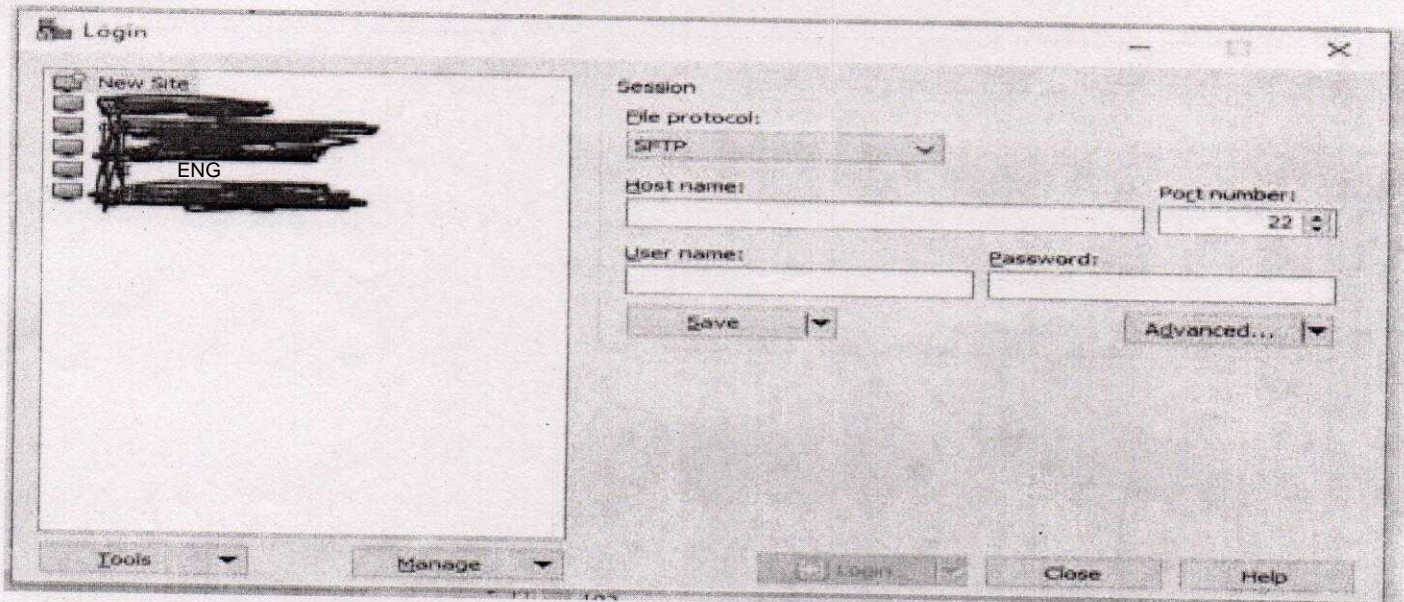 Login
New Site
ENG
Session
File protocol:
SFTP
Host name:
Port number:
22
User name:
Password:
Save
Advanced...
Tools
Manage
Login
Close
Help